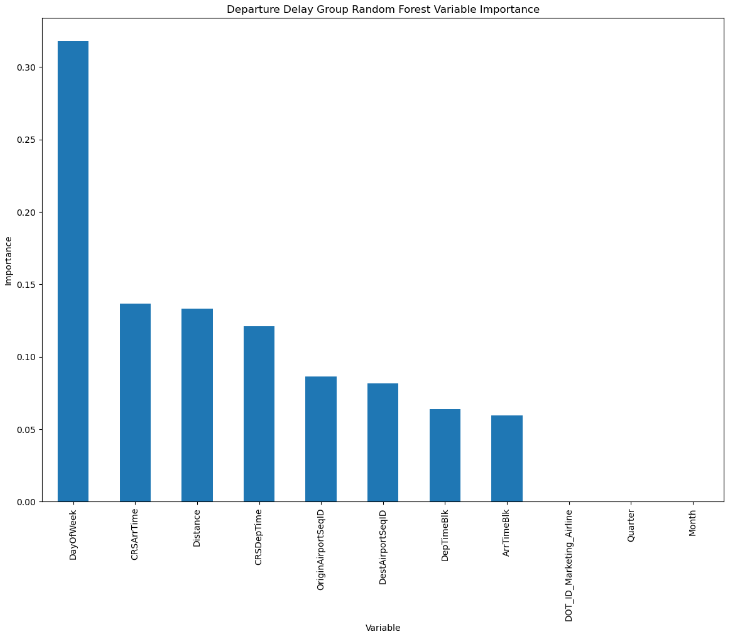 Departure Delay Group Random Forest Variable Importance
Importance
0.30
0.25
0.20
0.15
0.10
0.05
0.00
DayOfWeek
CRSArrTime
Distance
CRSDepTime
OriginAirportSeqID
DestAirportSeqID
DepTimeBlk
ArrTimeBlk
DOT_ID_Marketing_Airline
Quarter
Month
Variable